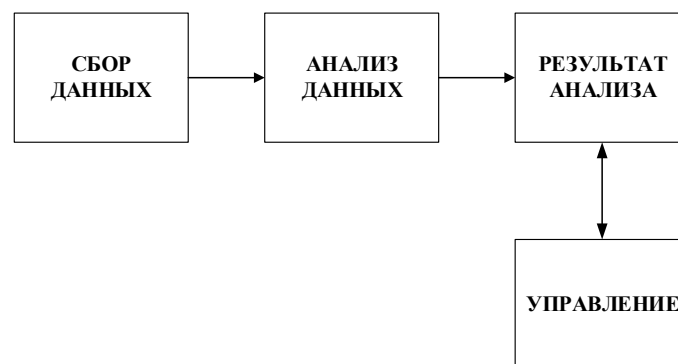 СБОР
ДАННЫХ
АНАЛИЗ
ДАННЫХ
РЕЗУЛЬТАТ
АНАЛИЗА
УПРАВЛЕНИЕ